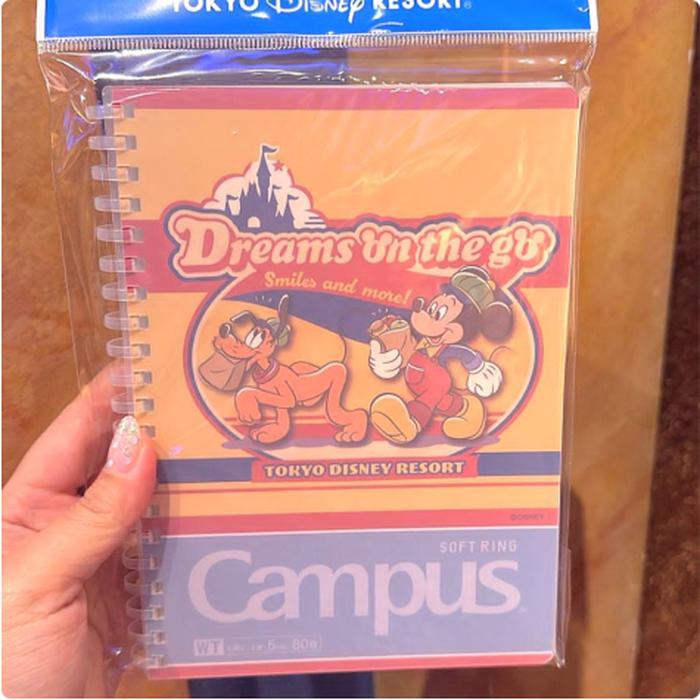 TOKYO DISNEY RESORT®
Dreams on the go
Smiles and more!
TOKYO DISNEY RESORT
©DISNEY
SOFT RING
Campus
WT 5mm 80枚